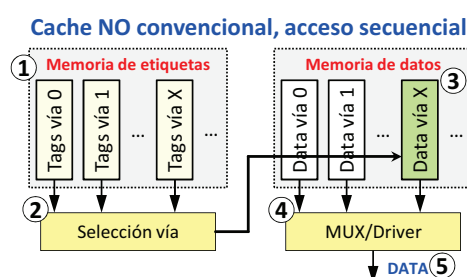 Cache NO convencional, acceso secuencial
1
Memoria de etiquetas
Tags vía 0
Tags vía 1
...
Tags vía X
...
2
Selección vía
Memoria de datos
3
Data vía 0
Data vía 1
...
Data vía X
...
4
MUX/Driver
DATA 5